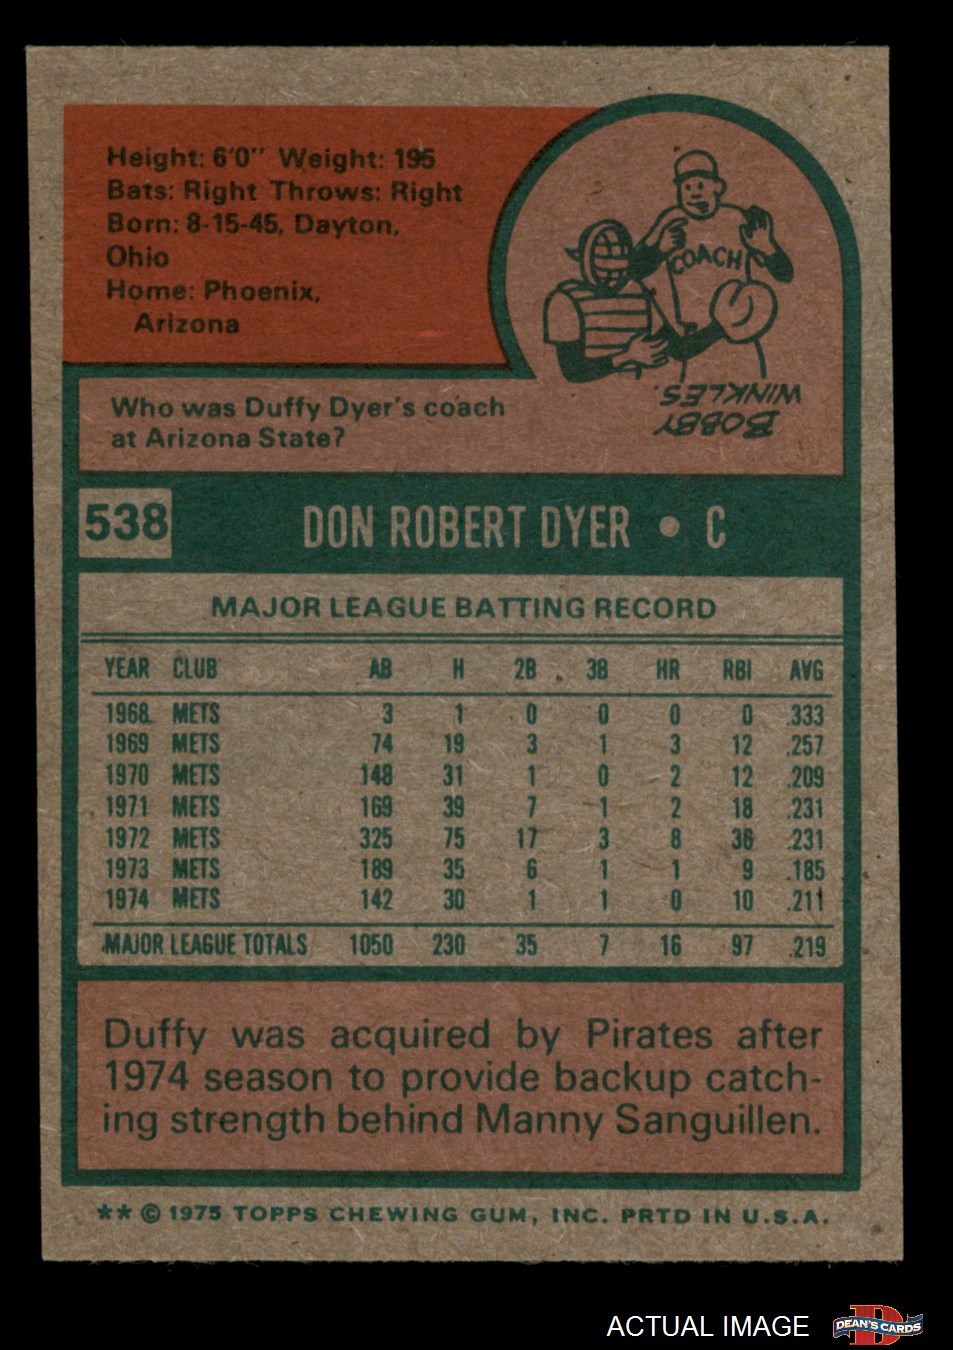 Height: 6'0" Weight: 195
Bats: Right Throws: Right
Born: 8-15-45, Dayton,
Ohio
Home: Phoenix,
Arizona
COACH
Who was Duffy Dyer's coach
at Arizona State?
BOBBY
WINKLES.
538 DON ROBERT DYER • C
MAJOR LEAGUE BATTING RECORD
YEAR CLUB AB H 2B 3B HR RBI AVG
1968 METS 3 1 0 0 0 0 .333
1969 METS 74 19 3 1 3 12 .257
1970 METS 148 31 1 0 2 12 .209
1971 METS 169 39 7 1 2 18 .231
1972 METS 325 75 17 3 8 36 .231
1973 METS 189 35 6 1 1 9 .185
1974 METS 142 30 1 1 0 10 .211
MAJOR LEAGUE TOTALS 1050 230 35 7 16 97 .219
Duffy was acquired by Pirates after
1974 season to provide backup catch-
ing strength behind Manny Sanguillen.
** © 1975 TOPPS CHEWING GUM, INC. PRTD IN U.S.A.
ACTUAL IMAGE
D
DEAN'S CARDS